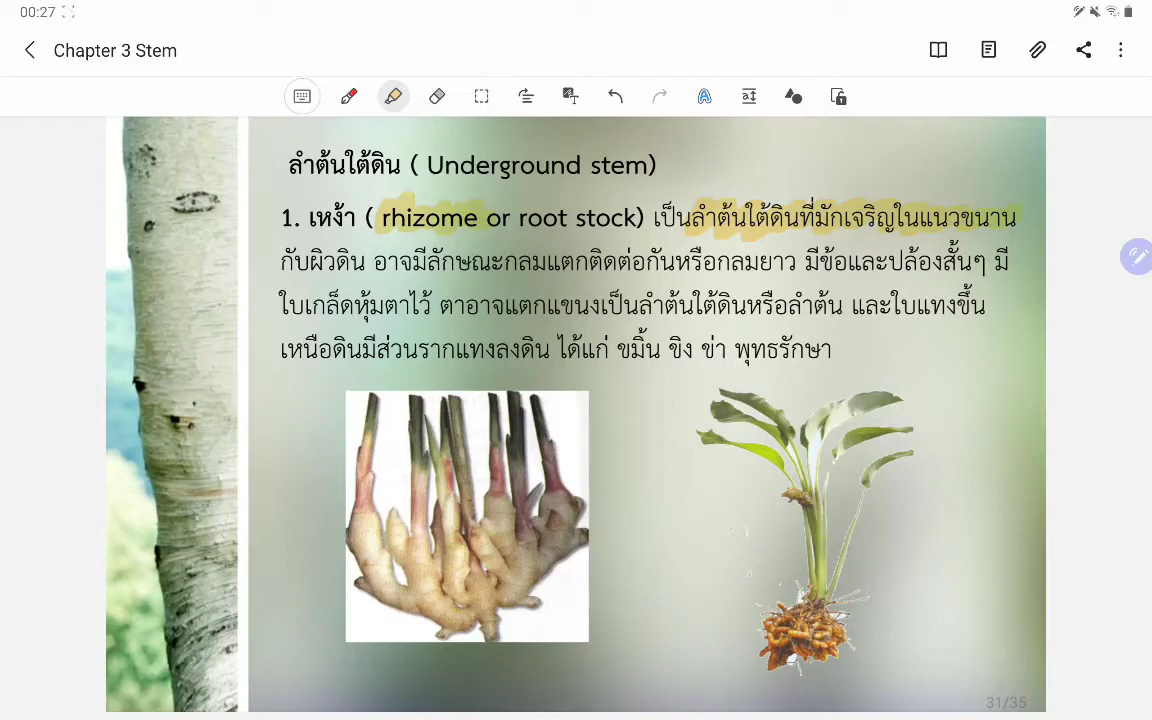 00:27
Chapter 3 Stem
ลำต้นใต้ดิน ( Underground stem)
1. เหง้า ( rhizome or root stock) เป็นลำต้นใต้ดินที่มักเจริญในแนวขนาน
กับผิวดิน อาจมีลักษณะกลมแตกติดต่อกันหรือกลมยาว มีข้อและปล้องสั้นๆ มี
ใบเกล็ดหุ้มตาไว้ ตาอาจแตกแขนงเป็นลำต้นใต้ดินหรือลำต้น และใบแทงขึ้น
เหนือดินมีส่วนรากแทงลงดิน ได้แก่ ขมิ้น ขิง ข่า พุทธรักษา
31/35